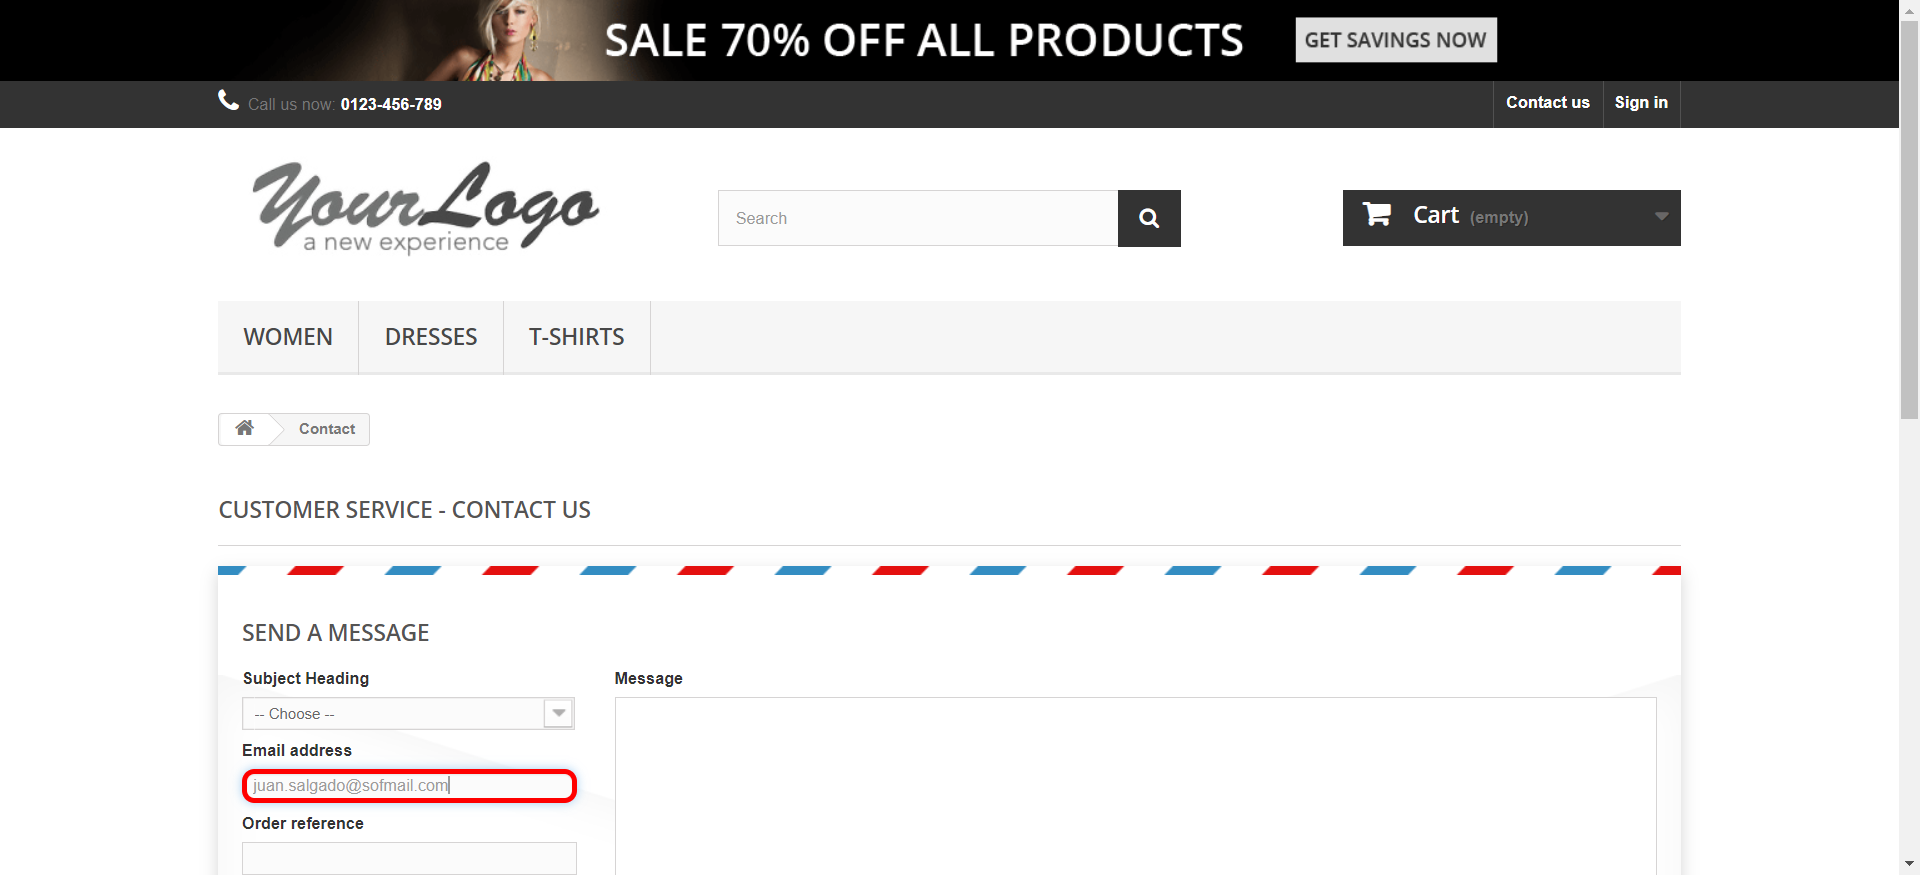 SALE 70% OFF ALL PRODUCTS GET SAVINGS NOW
Call us now: 0123-456-789 Contact us Sign in
YourLogo
a new experience
Search
Cart (empty)
WOMEN DRESSES T-SHIRTS
Contact
CUSTOMER SERVICE - CONTACT US
SEND A MESSAGE
Subject Heading
-- Choose --
Email address
juan.salgado@sofmail.com
Order reference
Message